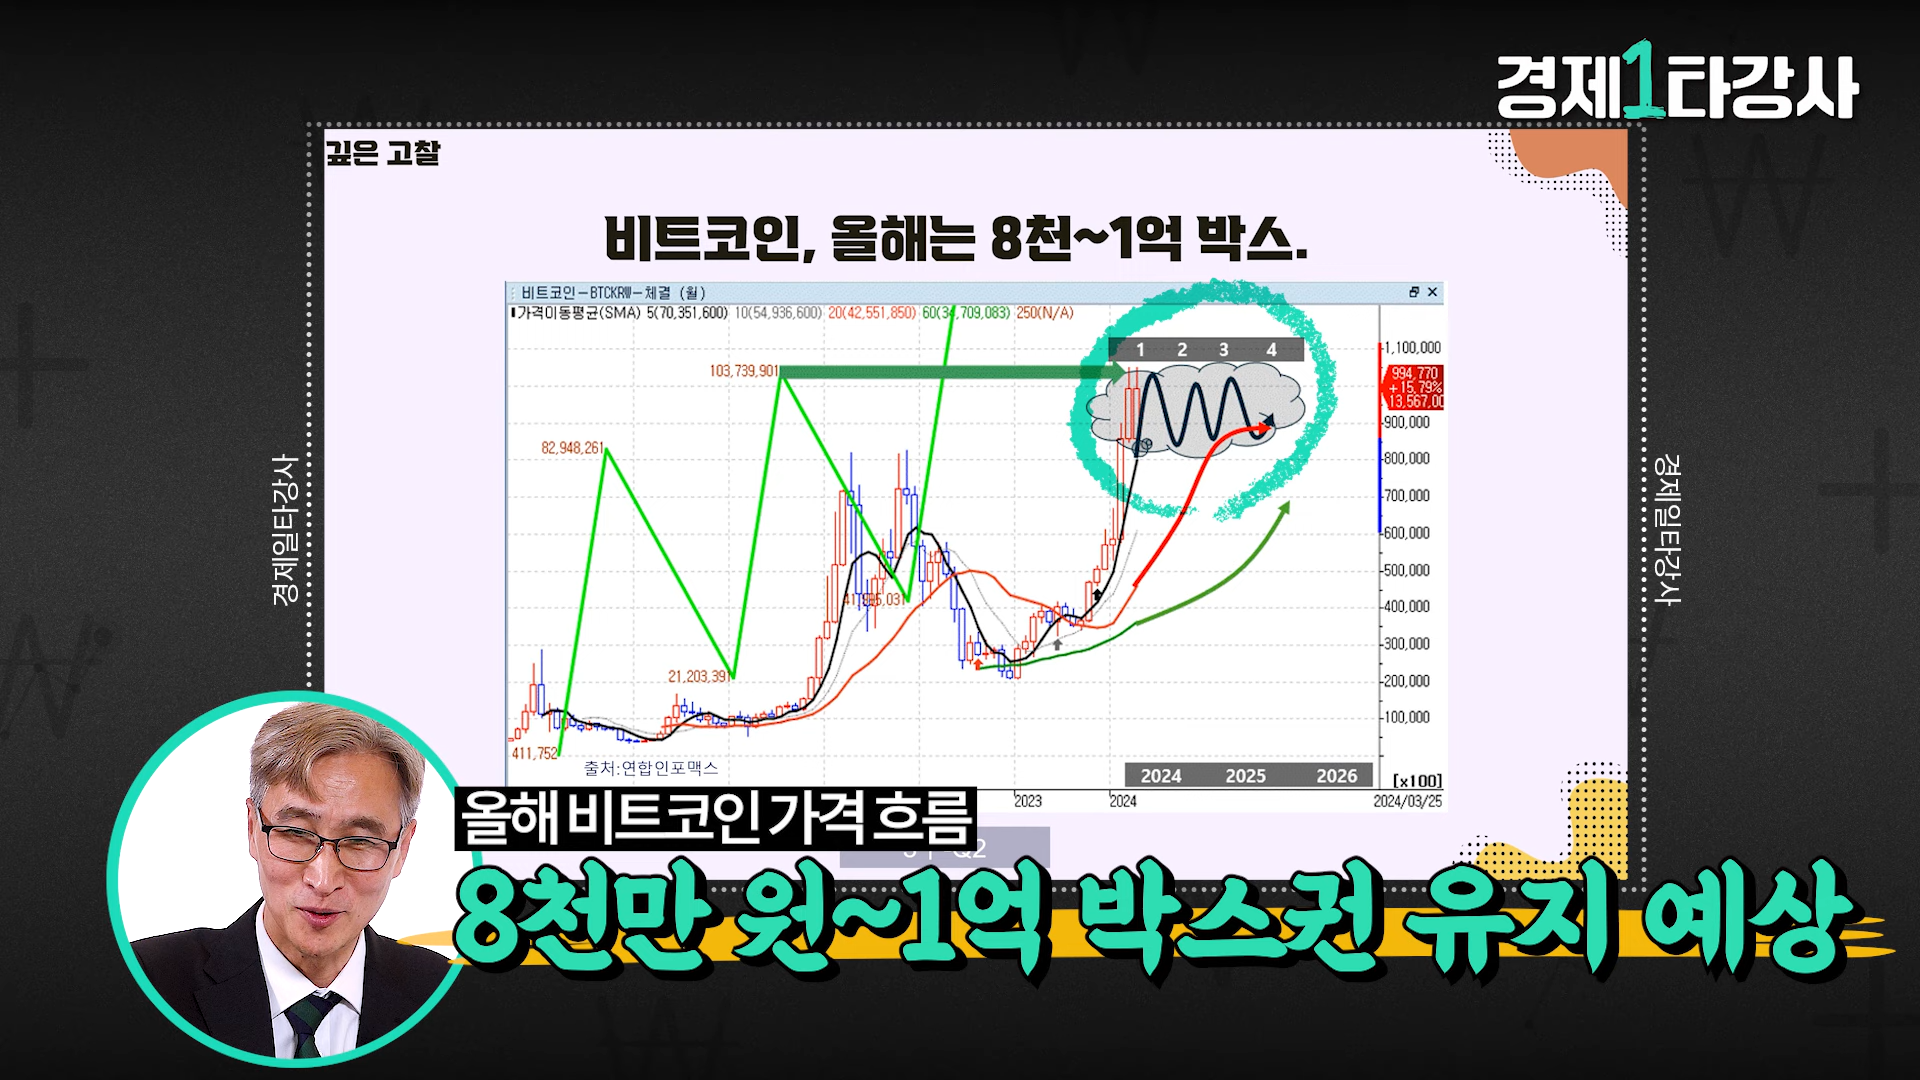 경제1타강사
깊은 고찰
비트코인, 올해는 8천~1억 박스.
비트코인-BTCKRW-체결 (월)
가격이동평균(SMA) 5(70,351,600) 10(54,936,600) 20(42,551,850) 60(34,709,083) 250(N/A)
1 2 3 4
1,100,000
103,739,901
994,770
+15,79%
13,567,00
900,000
82,948,261
800,000
경제일타강사
경제일타강사
700,000
600,000
500,000
400,000
300,000
21,203,391
200,000
100,000
411,752
출처:연합인포맥스
2024 2025 2026
[x100]
2023 2024 2024/03/25
올해 비트코인 가격 흐름
8천만 원~1억 박스권 유지 예상